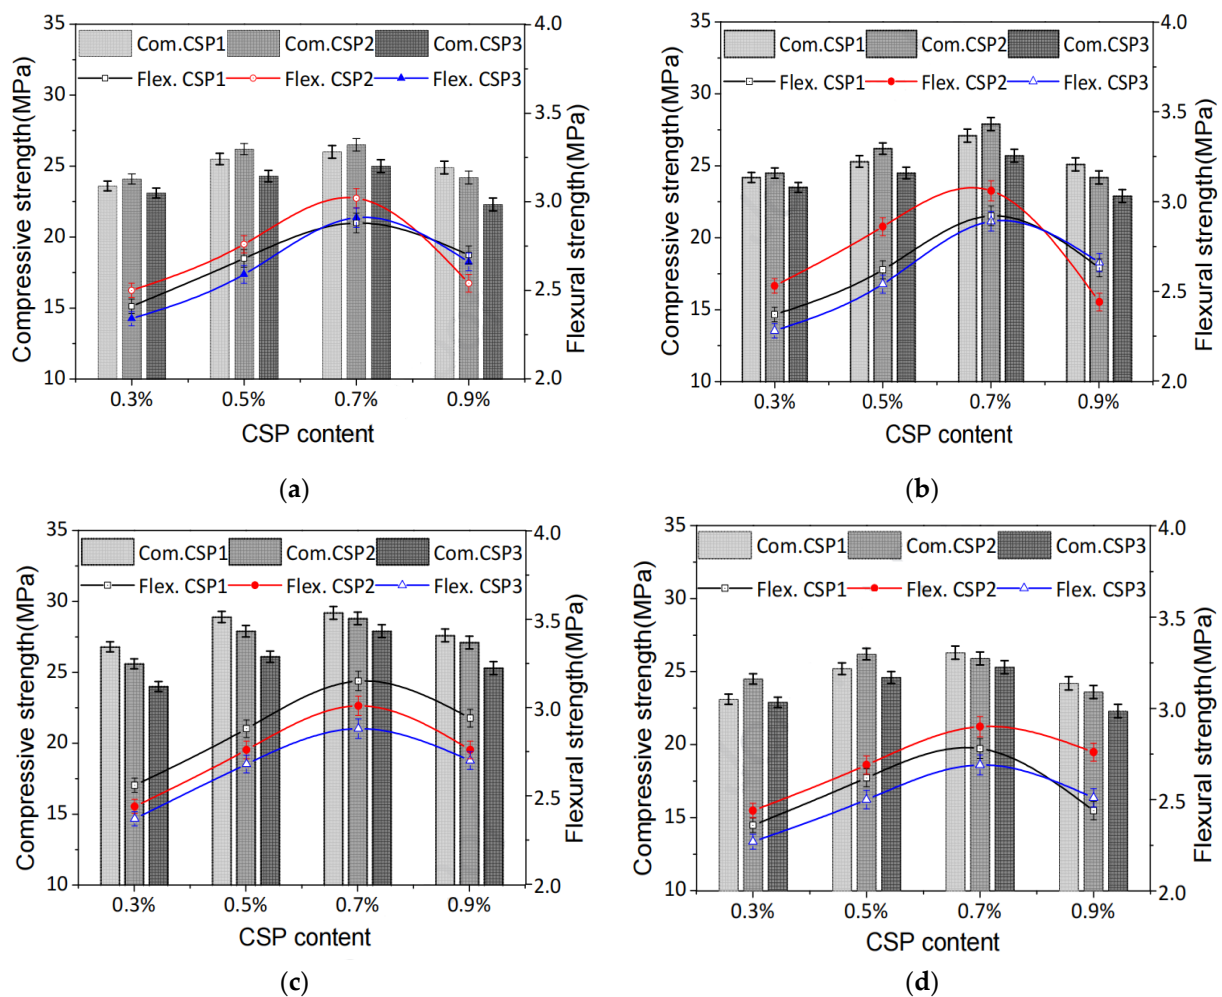 35
30
25
20
15
10
Compressive strength(MPa)
Com.CSP1 Com.CSP2 Com.CSP3
Flex. CSP1 Flex. CSP2 Flex. CSP3
4.0
3.5
3.0
2.5
2.0
Flexural strength(MPa)
0.3% 0.5% 0.7% 0.9%
CSP content
(a)
35
30
25
20
15
10
Compressive strength(MPa)
Com.CSP1 Com.CSP2 Com.CSP3
Flex. CSP1 Flex. CSP2 Flex. CSP3
4.0
3.5
3.0
2.5
2.0
Flexural strength(MPa)
0.3% 0.5% 0.7% 0.9%
CSP content
(b)
35
30
25
20
15
10
Compressive strength(MPa)
Com.CSP1 Com.CSP2 Com.CSP3
Flex. CSP1 Flex. CSP2 Flex. CSP3
4.0
3.5
3.0
2.5
2.0
Flexural strength(MPa)
0.3% 0.5% 0.7% 0.9%
CSP content
(c)
35
30
25
20
15
10
Compressive strength(MPa)
Com.CSP1 Com.CSP2 Com.CSP3
Flex. CSP1 Flex. CSP2 Flex. CSP3
4.0
3.5
3.0
2.5
2.0
Flexural strength(MPa)
0.3% 0.5% 0.7% 0.9%
CSP content
(d)